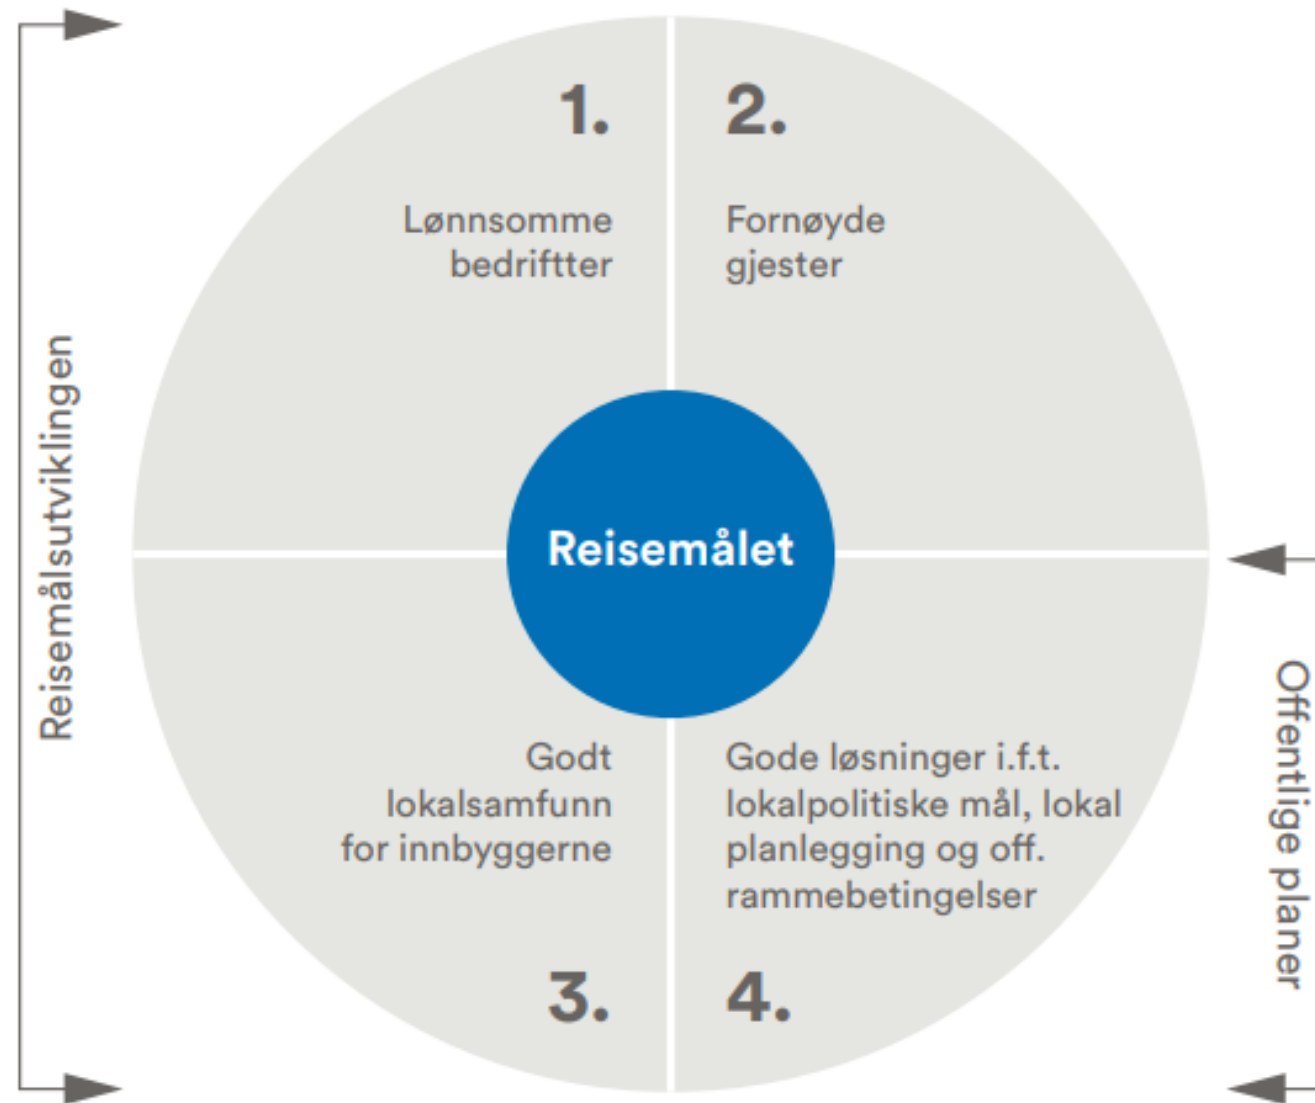 Reisemålsutviklingen
1.
Lønnsomme
bedriftter
2.
Fornøyde
gjester
Reisemålet
Godt
lokalsamfunn
for innbyggerne
3.
Gode løsninger i.f.t.
lokalpolitiske mål, lokal
planlegging og off.
rammebetingelser
4.
Offentlige planer